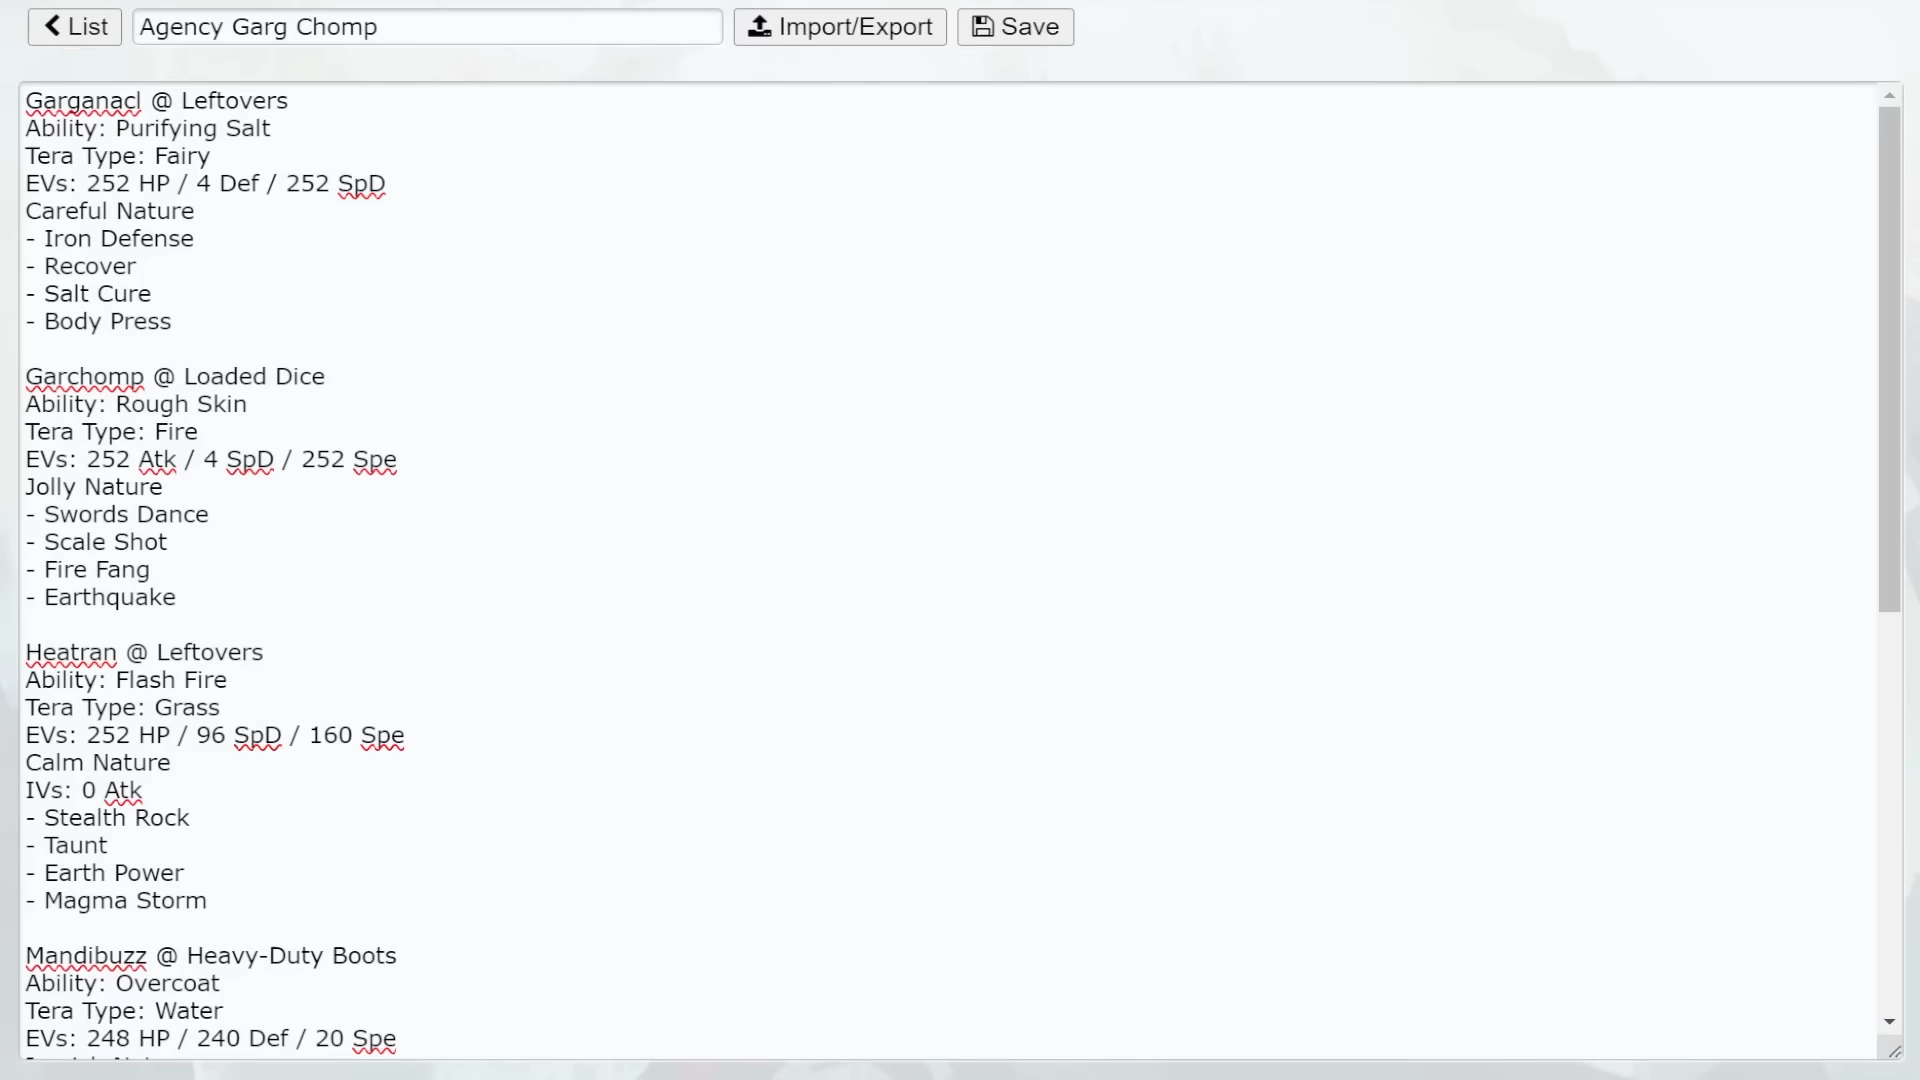 List
Agency Garg Chomp
Import/Export
Save
Garganacl @ Leftovers
Ability: Purifying Salt
Tera Type: Fairy
EVs: 252 HP / 4 Def / 252 SpD
Careful Nature
- Iron Defense
- Recover
- Salt Cure
- Body Press
Garchomp @ Loaded Dice
Ability: Rough Skin
Tera Type: Fire
EVs: 252 Atk / 4 SpD / 252 Spe
Jolly Nature
- Swords Dance
- Scale Shot
- Fire Fang
- Earthquake
Heatran @ Leftovers
Ability: Flash Fire
Tera Type: Grass
EVs: 252 HP / 96 SpD / 160 Spe
Calm Nature
IVs: 0 Atk
- Stealth Rock
- Taunt
- Earth Power
- Magma Storm
Mandibuzz @ Heavy-Duty Boots
Ability: Overcoat
Tera Type: Water
EVs: 248 HP / 240 Def / 20 Spe